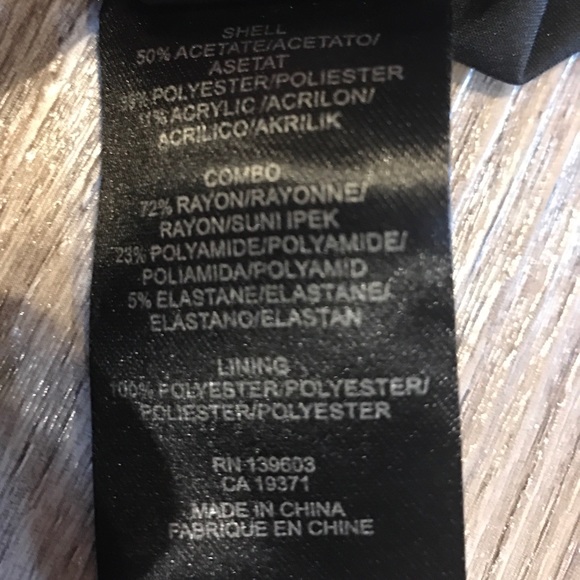 SHELL
50% ACETATE/ACETATO/
ASETAT
39% POLYESTER/POLIESTER
11% ACRYLIC/ACRILON/
ACRILICO/AKRILIK
COMBO
72% RAYON/RAYONNE/
RAYON/SUNI IPEK
23% POLYAMIDE/POLYAMIDE/
POLIAMIDA/POLYAMID
5% ELASTANE/ELASTANE/
ELASTANO/ELASTAN
LINING
100% POLYESTER/POLYESTER/
POLIESTER/POLYESTER
RN 139603
CA 19371
MADE IN CHINA
FABRIQUE EN CHINE